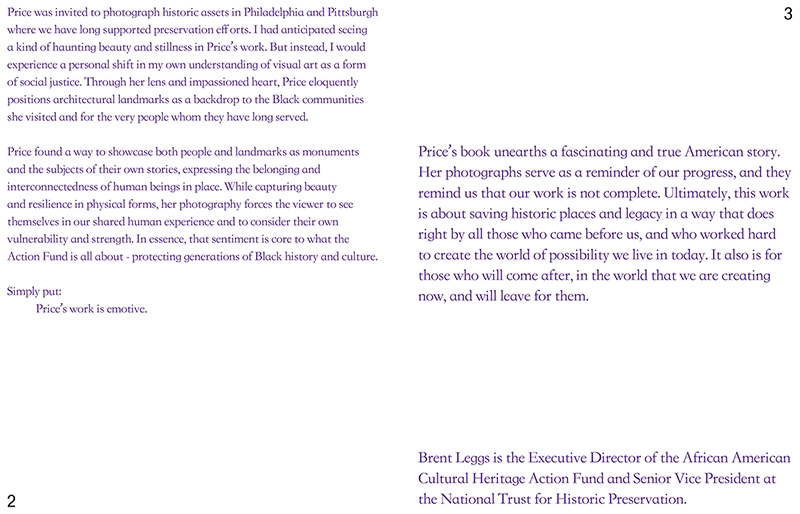 Price was invited to photograph historic assets in Philadelphia and Pittsburgh
where we have long supported preservation efforts. I had anticipated seeing
a kind of haunting beauty and stillness in Price's work. But instead, I would
experience a personal shift in my own understanding of visual art as a form
of social justice. Through her lens and impassioned heart, Price eloquently
positions architectural landmarks as a backdrop to the Black communities
she visited and for the very people whom they have long served.
Price found a way to showcase both people and landmarks as monuments
and the subjects of their own stories, expressing the belonging and
interconnectedness of human beings in place. While capturing beauty
and resilience in physical forms, her photography forces the viewer to see
themselves in our shared human experience and to consider their own
vulnerability and strength. In essence, that sentiment is core to what the
Action Fund is all about - protecting generations of Black history and culture.
Simply put:
Price's work is emotive.
2
3
Price's book unearths a fascinating and true American story.
Her photographs serve as a reminder of our progress, and they
remind us that our work is not complete. Ultimately, this work
is about saving historic places and legacy in a way that does
right by all those who came before us, and who worked hard
to create the world of possibility we live in today. It also is for
those who will come after, in the world that we are creating
now, and will leave for them.
Brent Leggs is the Executive Director of the African American
Cultural Heritage Action Fund and Senior Vice President at
the National Trust for Historic Preservation.